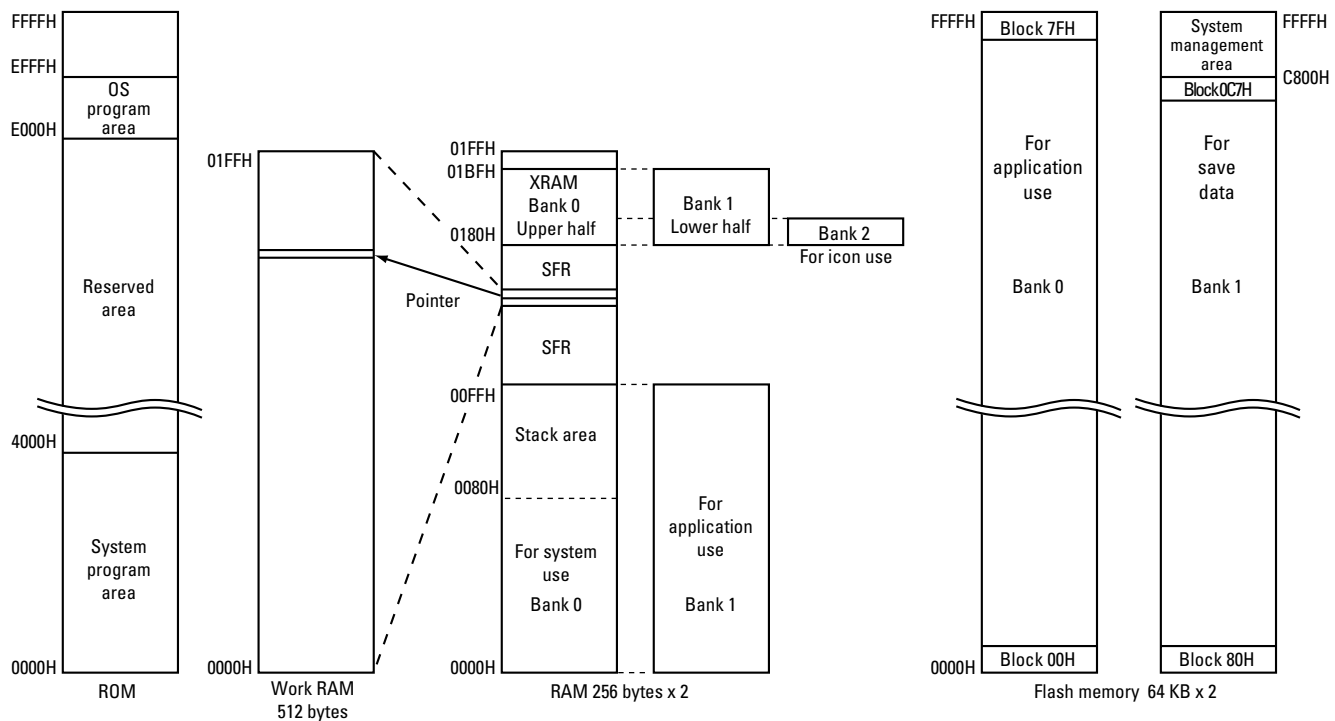 FFFFH
EFFFH
OS
program
area
E000H
Reserved
area
4000H
System
program
area
0000H
ROM
01FFH
Pointer
0000H
Work RAM
512 bytes
01FFH
01BFH
XRAM
Bank 0
Upper half
0180H
SFR
SFR
00FFH
Stack area
0080H
For system
use
Bank 0
0000H
Bank 1
Lower half
Bank 2
For icon use
For
application
use
Bank 1
RAM 256 bytes x 2
FFFFH
Block 7FH
For
application
use
Bank 0
0000H
Block 00H
System
management
area
FFFFH
C800H
Block0C7H
For
save
data
Bank 1
Block 80H
Flash memory 64 KB x 2